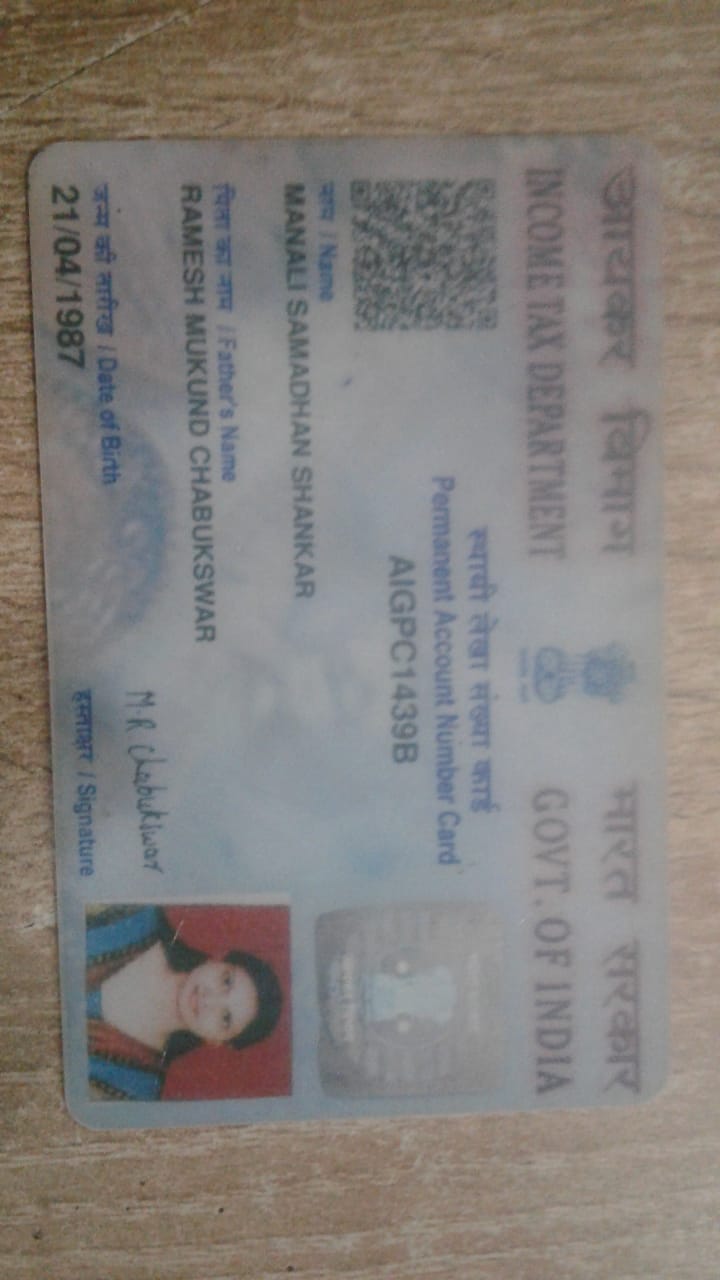 आयकर विभाग
INCOME TAX DEPARTMENT
भारत सरकार
GOVT. OF INDIA
स्थायी लेखा संख्या कार्ड
Permanent Account Number Card
AIGPC1439B
नाम / Name
MANALI SAMADHAN SHANKAR
पिता का नाम / Father's Name
RAMESH MUKUND CHABUKSWAR
जन्म की तारीख / Date of Birth
21/04/1987
M.R Chabukswar
हस्ताक्षर / Signature